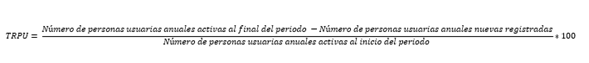 Número de personas usuarias anuales activas al final del periodo − Número de personas usuarias anuales nuevas registradas
TRPU = ──────────
Número de personas usuarias anuales activas al inicio del periodo
* 100